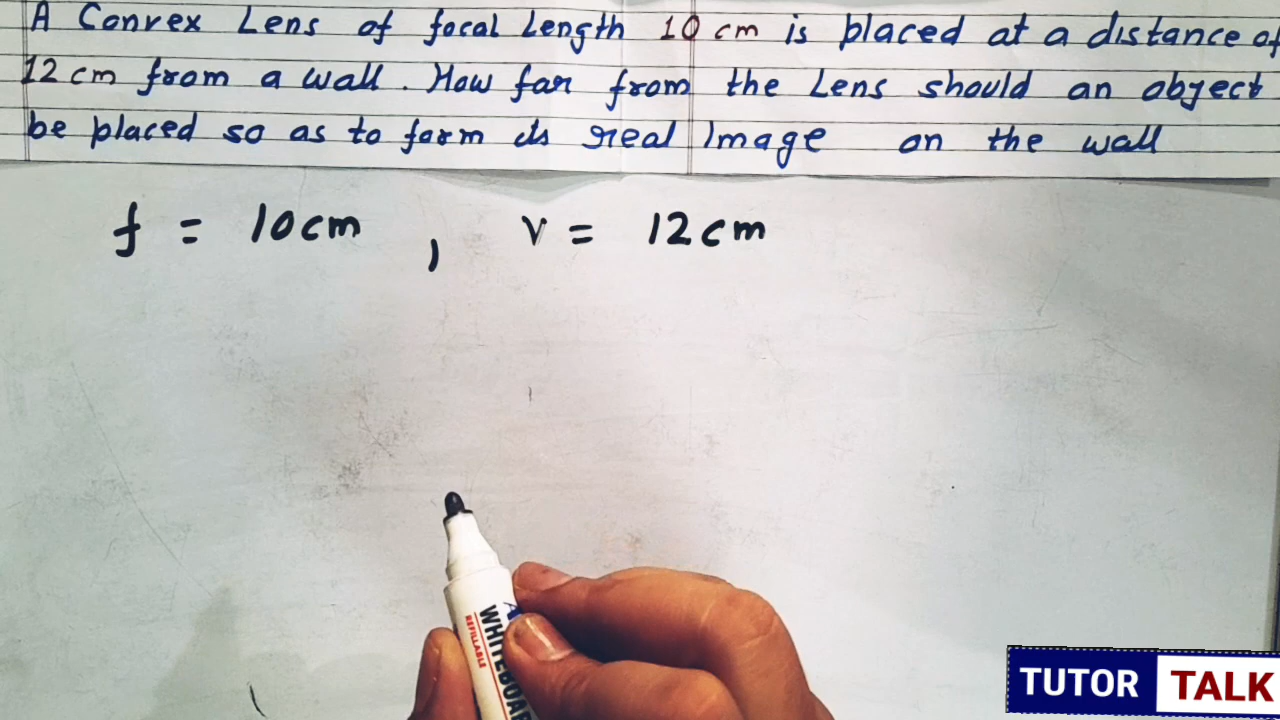 A Convex Lens of focal Length 10 cm is placed at a distance of
12 cm from a wall. How far from the Lens should an object
be placed so as to form its real Image on the wall
f = 10cm , v = 12cm
WHITEBOAR
REFILLABLE
TUTOR TALK